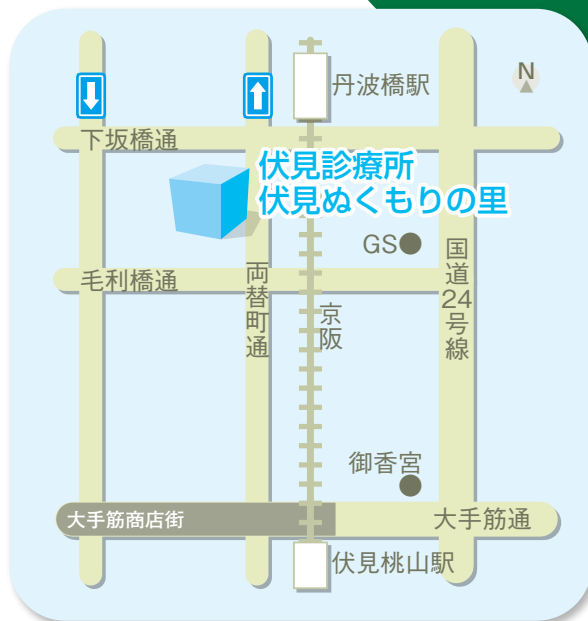 丹波橋駅
N
下坂橋通
伏見診療所
伏見ぬくもりの里
GS
国道24号線
毛利橋通
両替町通
京阪
御香宮
大手筋商店街
大手筋通
伏見桃山駅